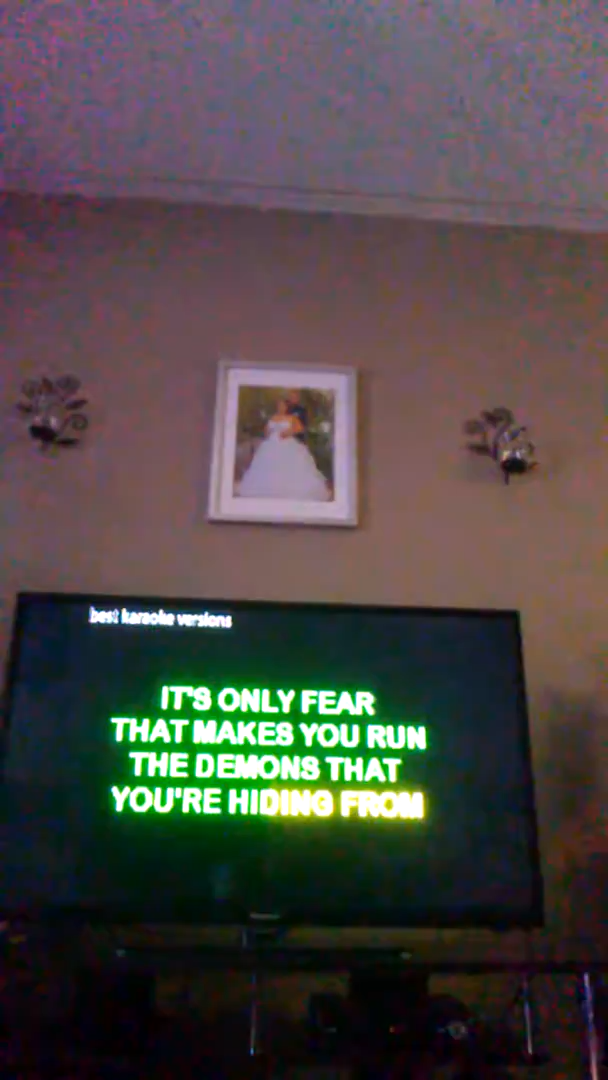 best karaoke versions
IT'S ONLY FEAR
THAT MAKES YOU RUN
THE DEMONS THAT
YOU'RE HIDING FROM